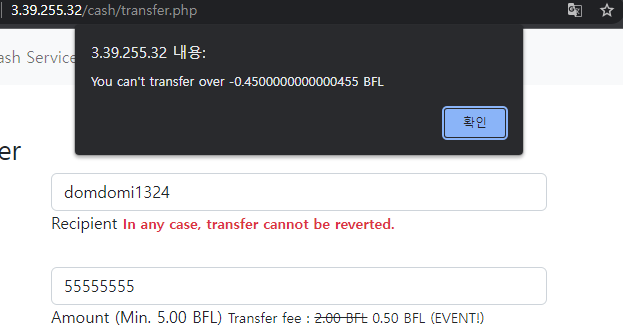 3.39.255.32/cash/transfer.php
3.39.255.32 내용:
You can't transfer over -0.4500000000000455 BFL
확인
ash Service
er
domdomi1324
Recipient In any case, transfer cannot be reverted.
55555555
Amount (Min. 5.00 BFL) Transfer fee : 2.00 BFL 0.50 BFL (EVENT!)